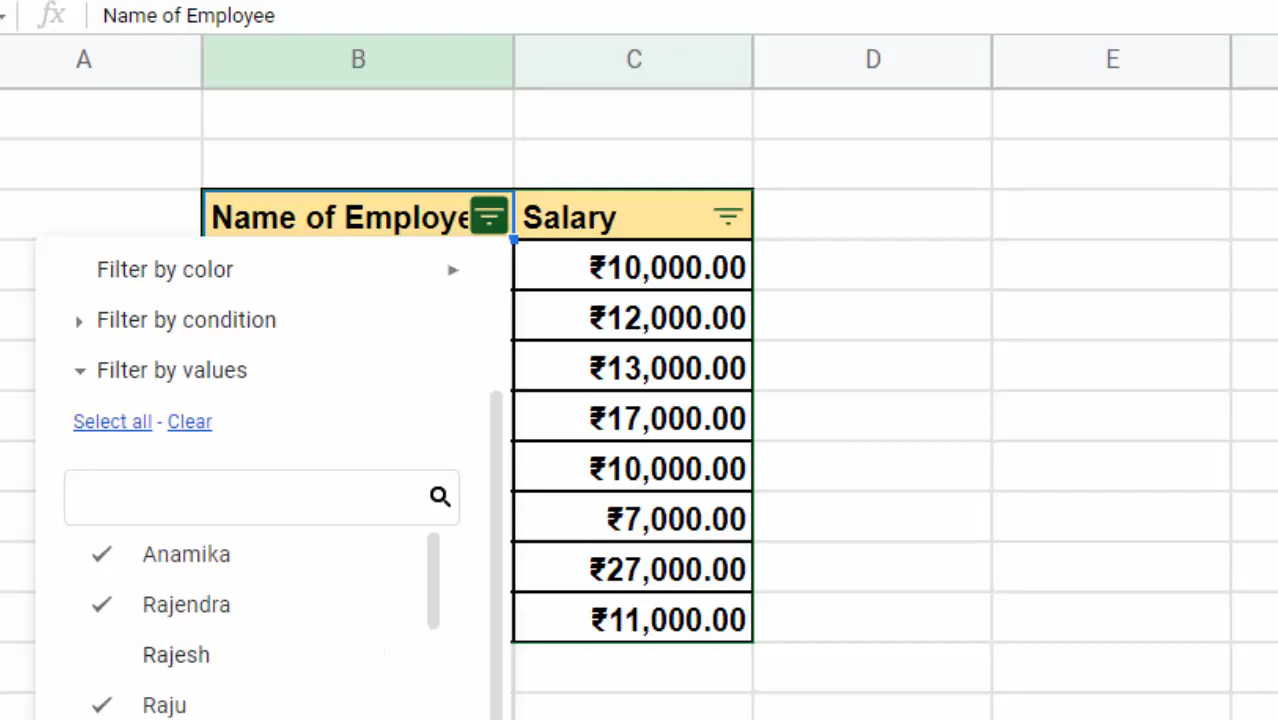 fx Name of Employee
A B C D E
Name of Employe Salary
Filter by color
₹10,000.00
Filter by condition
₹12,000.00
Filter by values
₹13,000.00
Select all - Clear
₹17,000.00
₹10,000.00
₹7,000.00
Anamika
₹27,000.00
Rajendra
₹11,000.00
Rajesh
Raju